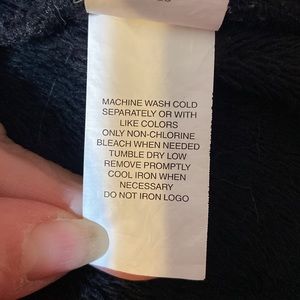 MACHINE WASH COLD
SEPARATELY OR WITH
LIKE COLORS
ONLY NON-CHLORINE
BLEACH WHEN NEEDED
TUMBLE DRY LOW
REMOVE PROMPTLY
COOL IRON WHEN
NECESSARY
DO NOT IRON LOGO